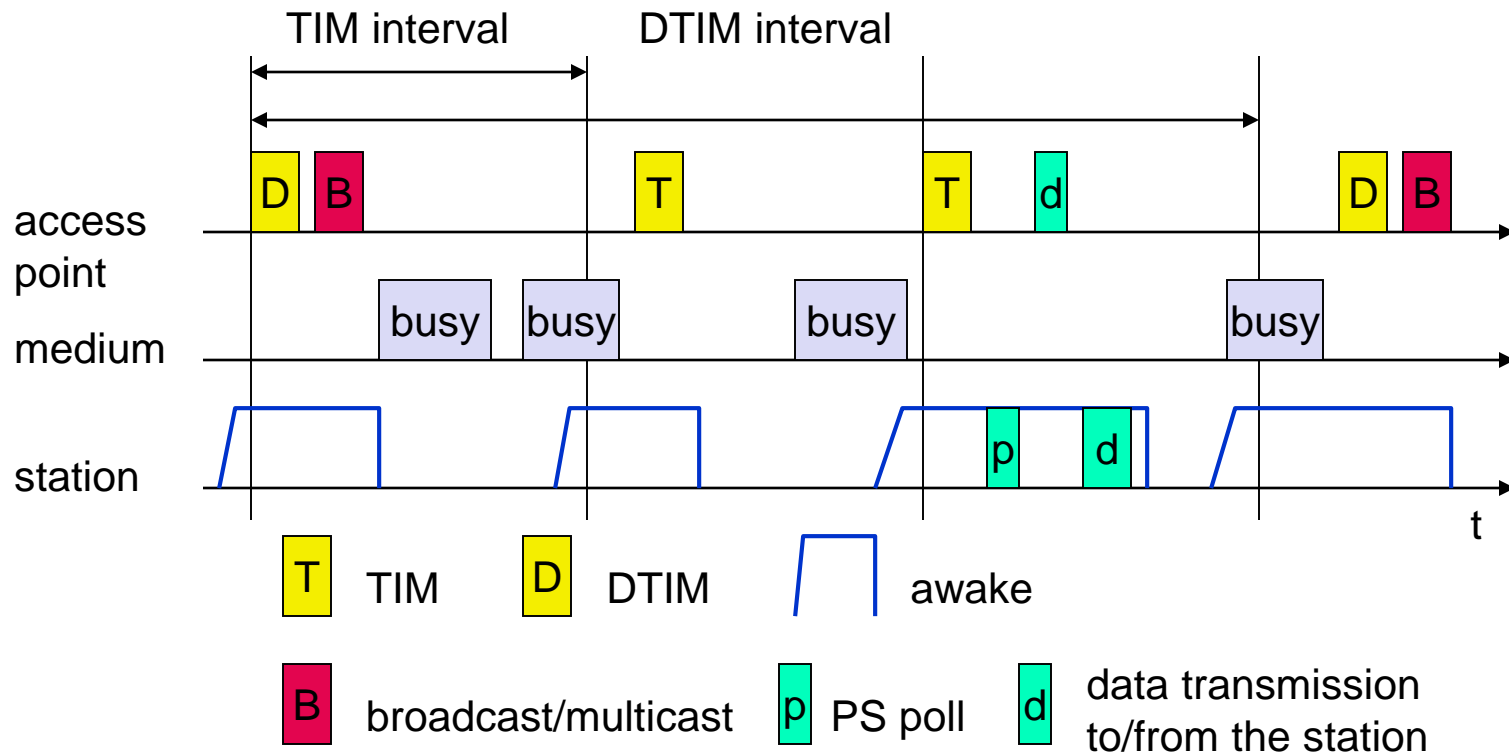 TIM interval DTIM interval
D B T T d D B
access
point
busy busy busy busy
medium
p d
station
t
T TIM D DTIM awake
B broadcast/multicast p PS poll d data transmission
to/from the station